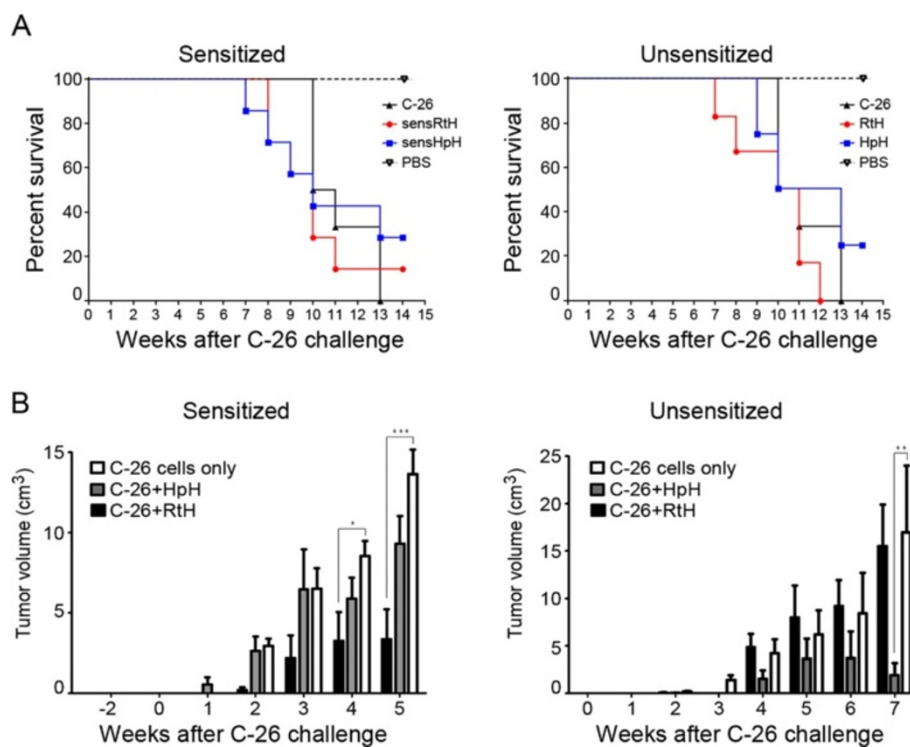 A
Sensitized
Percent survival
100
80
60
40
20
0
0 1 2 3 4 5 6 7 8 9 10 11 12 13 14 15
Weeks after C-26 challenge
C-26
sensRtH
sensHpH
PBS
Unsensitized
Percent survival
100
80
60
40
20
0
0 1 2 3 4 5 6 7 8 9 10 11 12 13 14 15
Weeks after C-26 challenge
C-26
RtH
HpH
PBS
B
Sensitized
Tumor volume (cm³)
15
10
5
0
-2 0 1 2 3 4 5
Weeks after C-26 challenge
C-26 cells only
C-26+HpH
C-26+RtH
*
***
Unsensitized
Tumor volume (cm³)
25
20
15
10
5
0
0 1 2 3 4 5 6 7
Weeks after C-26 challenge
C-26 cells only
C-26+HpH
C-26+RtH
**